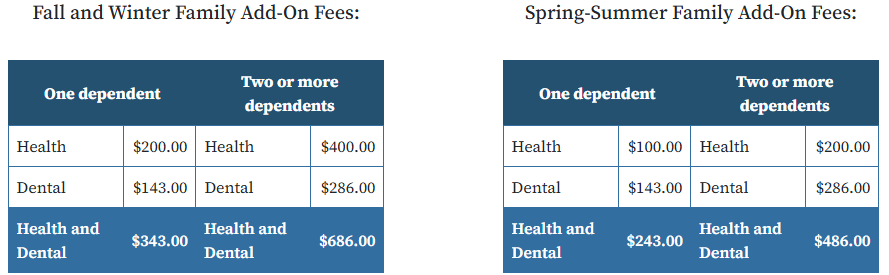 Fall and Winter Family Add-On Fees:
One dependent
Two or more
dependents
Health $200.00 Health $400.00
Dental $143.00 Dental $286.00
Health and
Dental
$343.00
Health and
Dental
$686.00
Spring-Summer Family Add-On Fees:
One dependent
Two or more
dependents
Health $100.00 Health $200.00
Dental $143.00 Dental $286.00
Health and
Dental
$243.00
Health and
Dental
$486.00